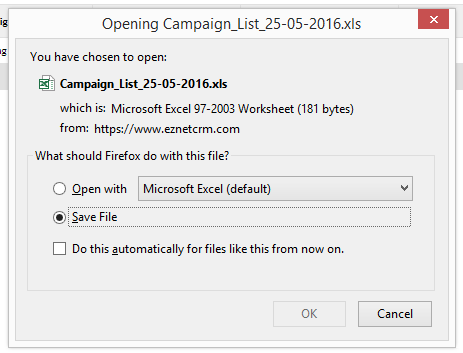 Opening Campaign_List_25-05-2016.xls
You have chosen to open:
Campaign_List_25-05-2016.xls
which is: Microsoft Excel 97-2003 Worksheet (181 bytes)
from: https://www.eznetcrm.com
What should Firefox do with this file?
Open with Microsoft Excel (default)
Save File
Do this automatically for files like this from now on.
OK Cancel